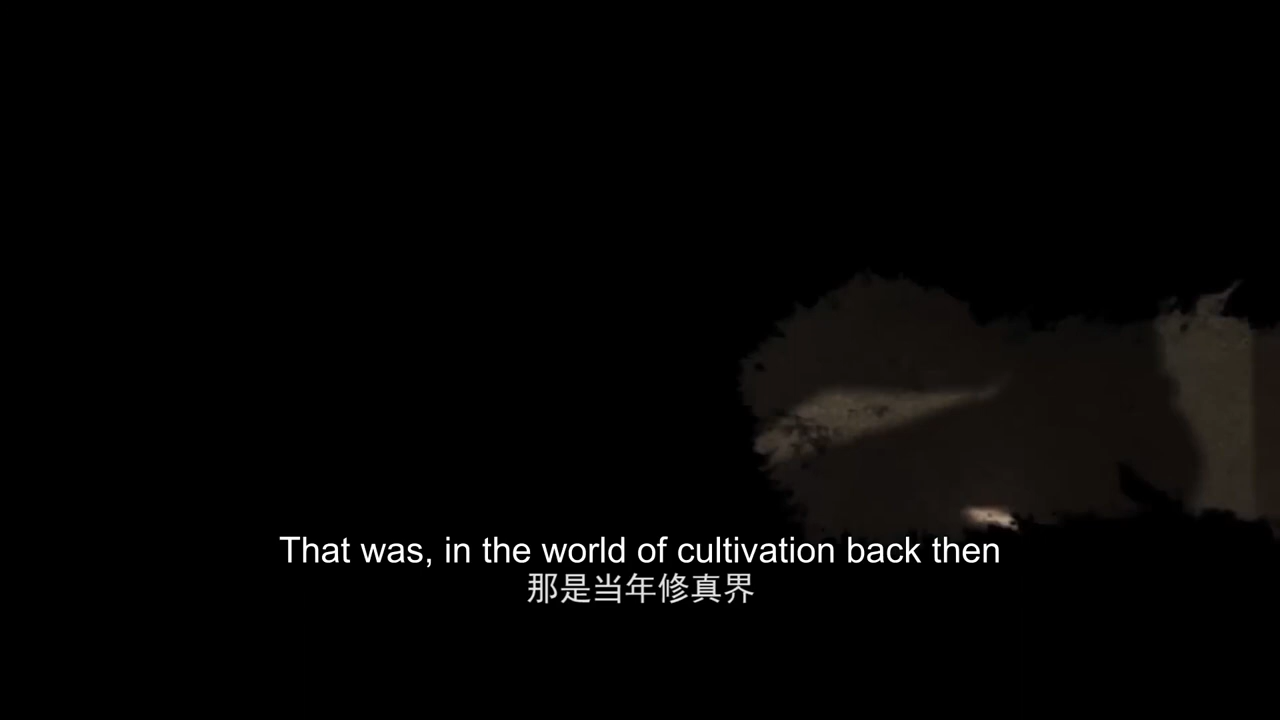 That was, in the world of cultivation back then
那是当年修真界